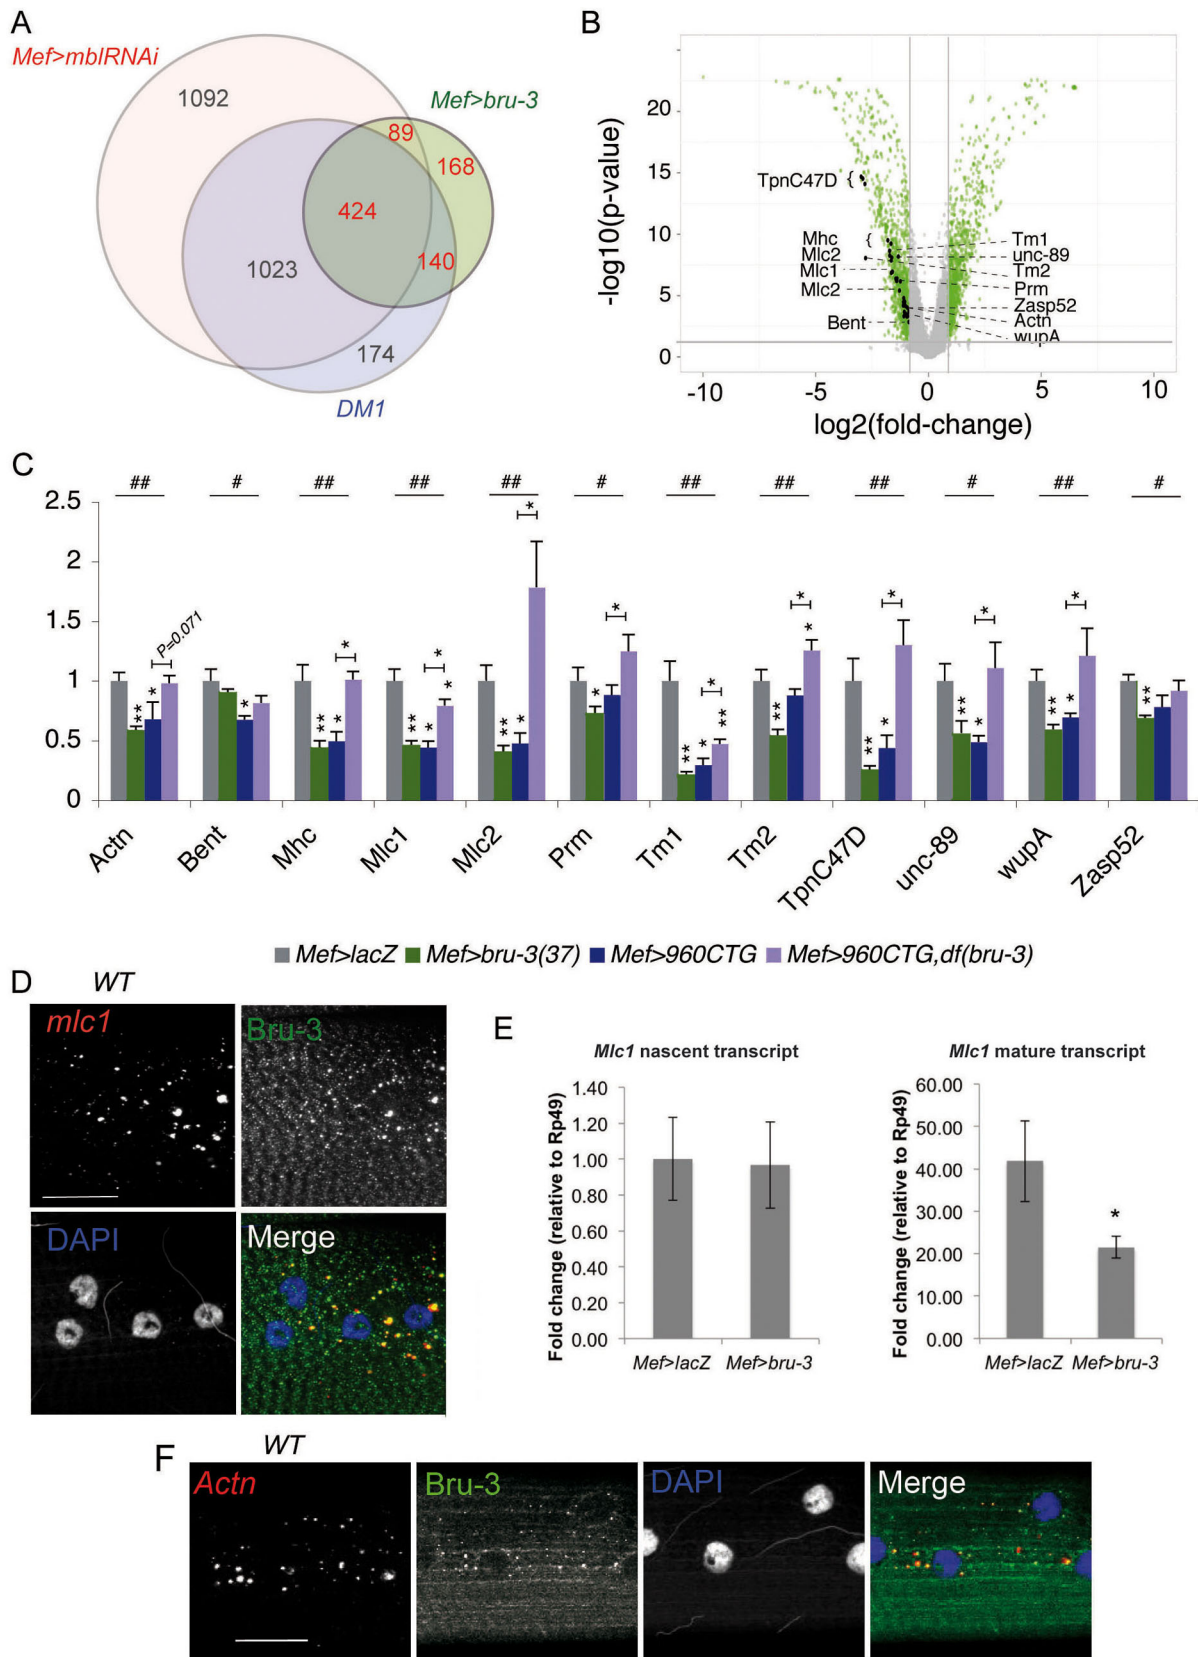 A
Mef>mblRNAi
1092
Mef>bru-3
89
168
424
140
1023
174
DM1
B
-log10(p-value)
20
15
10
5
0
TpnC47D {
Mhc {
Mlc2
Mlc1
Mlc2
Bent
Tm1
unc-89
Tm2
Prm
Zasp52
Actn
wupA
-10 -5 0 5 10
log2(fold-change)
C
## # ## ## ## # ## ## ## # ## #
2.5
2
1.5
1
0.5
0
P=0.071
** * ** * ** * * ** * * * ** * * * * ** * * ** ** * * ** * * ** * * ** * * **
Actn Bent Mhc Mlc1 Mlc2 Prm Tm1 Tm2 TpnC47D unc-89 wupA Zasp52
Mef>lacZ Mef>bru-3(37) Mef>960CTG Mef>960CTG,df(bru-3)
D
WT
mlc1
Bru-3
DAPI
Merge
E
Mlc1 nascent transcript
Fold change (relative to Rp49)
1.40
1.20
1.00
0.80
0.60
0.40
0.20
0.00
Mef>lacZ Mef>bru-3
Mlc1 mature transcript
Fold change (relative to Rp49)
60.00
50.00
40.00
30.00
20.00
10.00
0.00
*
Mef>lacZ Mef>bru-3
F
WT
Actn
Bru-3
DAPI
Merge